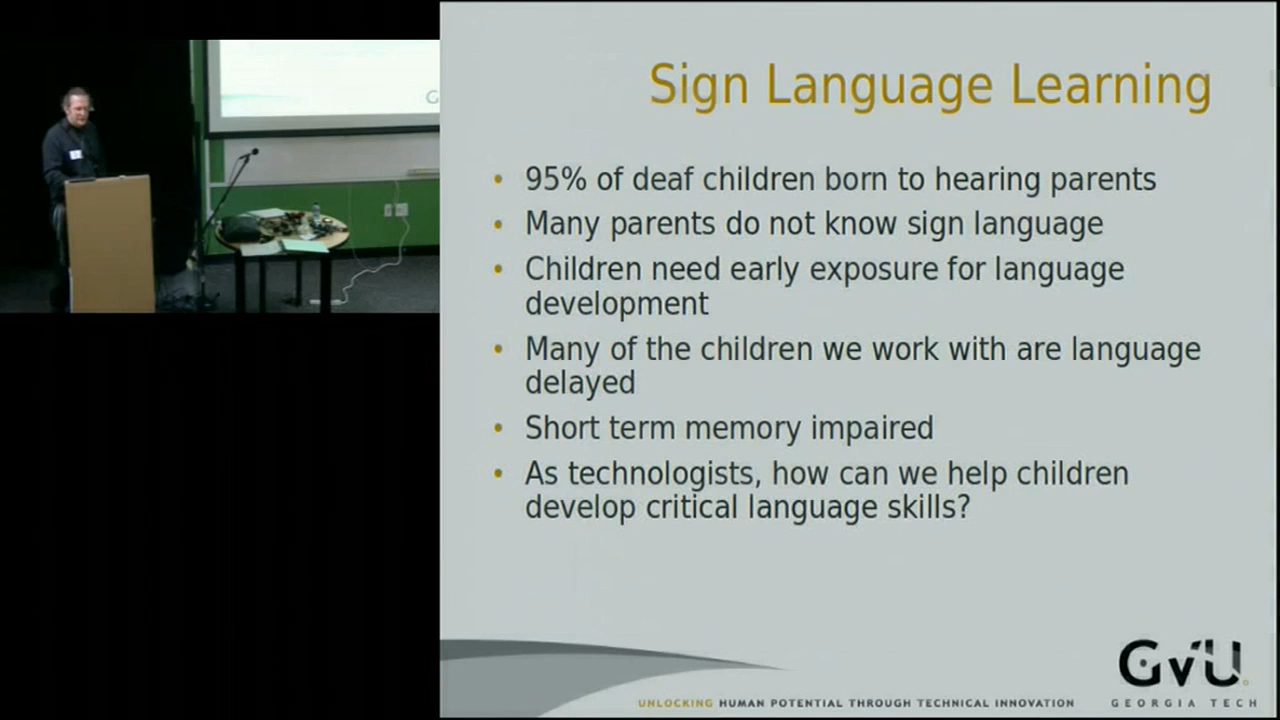 Sign Language Learning
• 95% of deaf children born to hearing parents
• Many parents do not know sign language
• Children need early exposure for language
development
• Many of the children we work with are language
delayed
• Short term memory impaired
• As technologists, how can we help children
develop critical language skills?
GVU
UNLOCKING HUMAN POTENTIAL THROUGH TECHNICAL INNOVATION
GEORGIA TECH
G